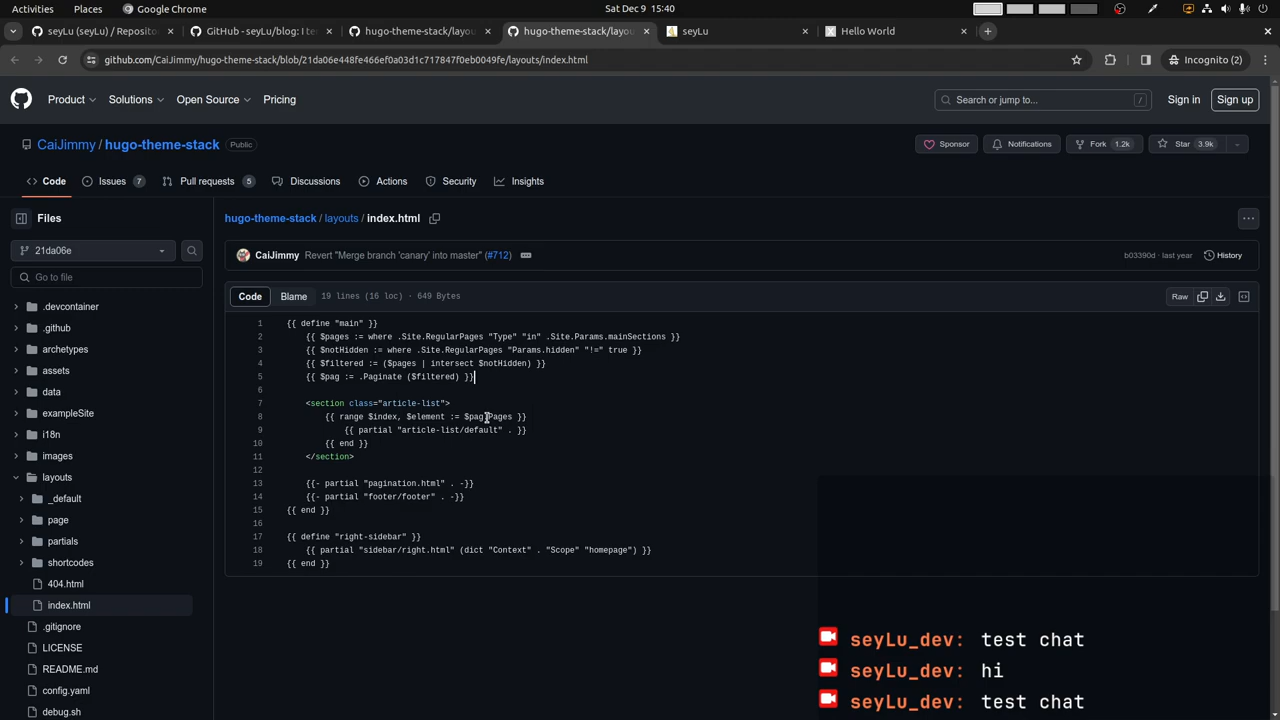 Activities Places Google Chrome Sat Dec 9 15:40
seyLu (seyLu) / Reposito GitHub - seyLu/blog: I te hugo-theme-stack/layou hugo-theme-stack/layou seyLu Hello World
github.com/CaiJimmy/hugo-theme-stack/blob/21da06e448fe466ef0a03d1c717847f0eb0049fe/layouts/index.html Incognito (2)
Product Solutions Open Source Pricing Search or jump to... / Sign in Sign up
CaiJimmy / hugo-theme-stack Public Sponsor Notifications Fork 1.2k Star 3.9k
Code Issues 7 Pull requests 5 Discussions Actions Security Insights
Files
21da06e
Go to file
.devcontainer
.github
archetypes
assets
data
exampleSite
i18n
images
layouts
_default
page
partials
shortcodes
404.html
index.html
.gitignore
LICENSE
README.md
config.yaml
debug.sh
hugo-theme-stack / layouts / index.html
CaiJimmy Revert "Merge branch 'canary' into master" (#712) b03390d · last year History
Code Blame 19 lines (16 loc) · 649 Bytes Raw
1 {{ define "main" }}
2 {{ $pages := where .Site.RegularPages "Type" "in" .Site.Params.mainSections }}
3 {{ $notHidden := where .Site.RegularPages "Params.hidden" "!=" true }}
4 {{ $filtered := ($pages | intersect $notHidden) }}
5 {{ $pag := .Paginate ($filtered) }}
6
7 <section class="article-list">
8 {{ range $index, $element := $pag.Pages }}
9 {{ partial "article-list/default" . }}
10 {{ end }}
11 </section>
12
13 {{- partial "pagination.html" . -}}
14 {{- partial "footer/footer" . -}}
15 {{ end }}
16
17 {{ define "right-sidebar" }}
18 {{ partial "sidebar/right.html" (dict "Context" . "Scope" "homepage") }}
19 {{ end }}
seyLu_dev: test chat
seyLu_dev: hi
seyLu_dev: test chat